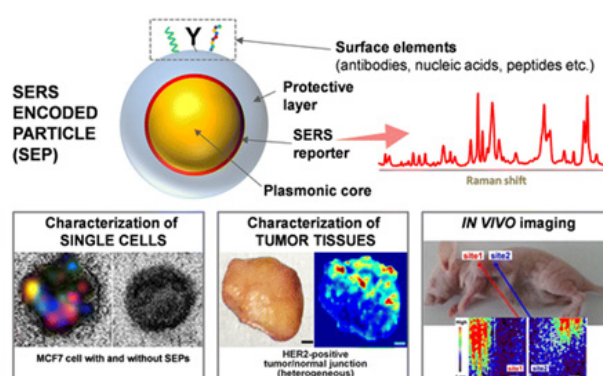 Y
Surface elements
(antibodies, nucleic acids, peptides etc.)
SERS
ENCODED
PARTICLE
(SEP)
Protective
layer
SERS
reporter
Plasmonic core
Raman shift
Characterization of
SINGLE CELLS
MCF7 cell with and without SEPs
Characterization of
TUMOR TISSUES
HER2-positive
tumor/normal junction
(heterogeneous)
IN VIVO imaging
site1
site2
High
Low
site1
site2